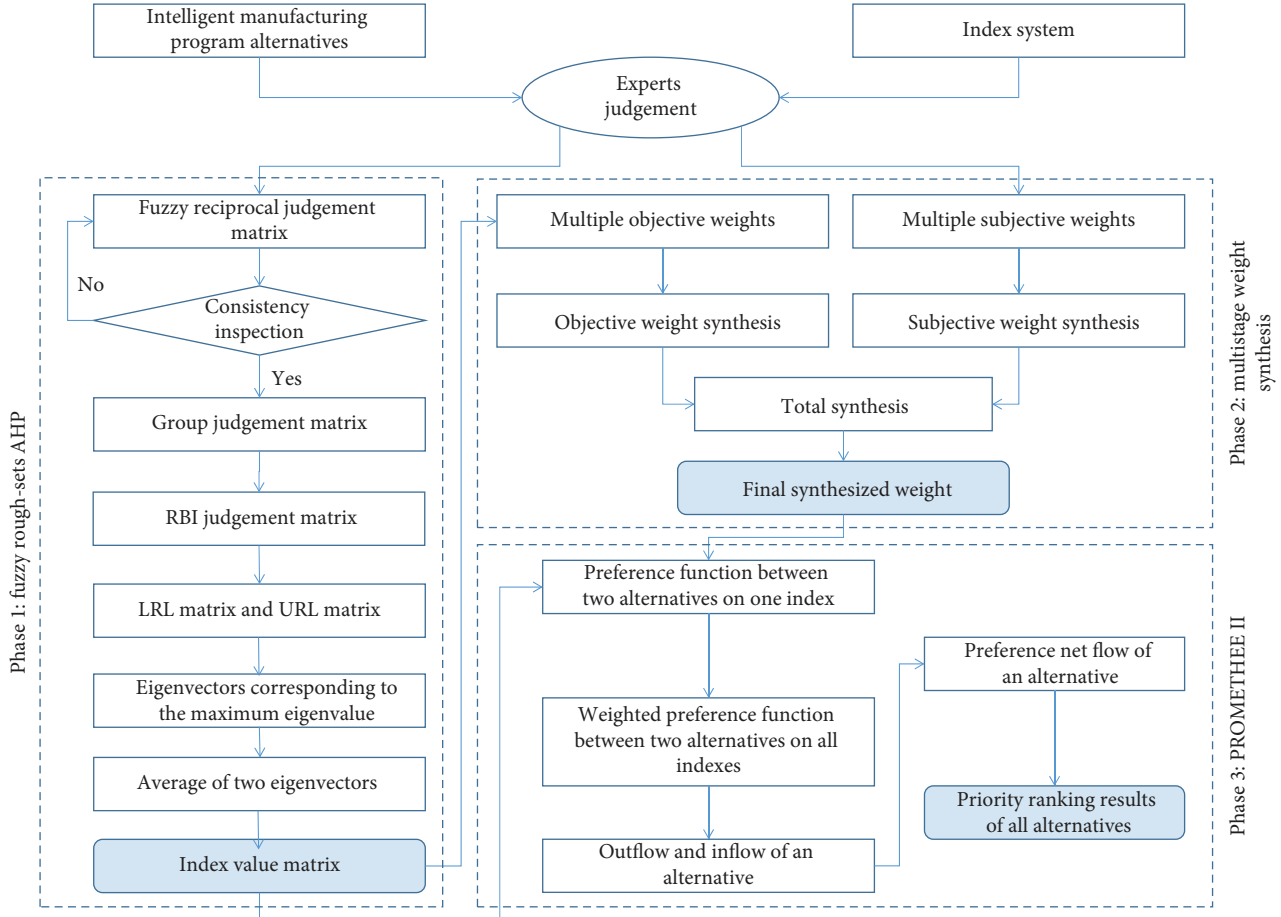 Intelligent manufacturing
program alternatives
Index system
Experts
judgement
Phase 1: fuzzy rough-sets AHP
Fuzzy reciprocal judgement
matrix
No
Consistency
inspection
Yes
Group judgement matrix
RBI judgement matrix
LRL matrix and URL matrix
Eigenvectors corresponding to
the maximum eigenvalue
Average of two eigenvectors
Index value matrix
Multiple objective weights
Multiple subjective weights
Objective weight synthesis
Subjective weight synthesis
Total synthesis
Final synthesized weight
Phase 2: multistage weight
synthesis
Preference function between
two alternatives on one index
Weighted preference function
between two alternatives on all
indexes
Outflow and inflow of an
alternative
Preference net flow of
an alternative
Priority ranking results
of all alternatives
Phase 3: PROMETHEE II